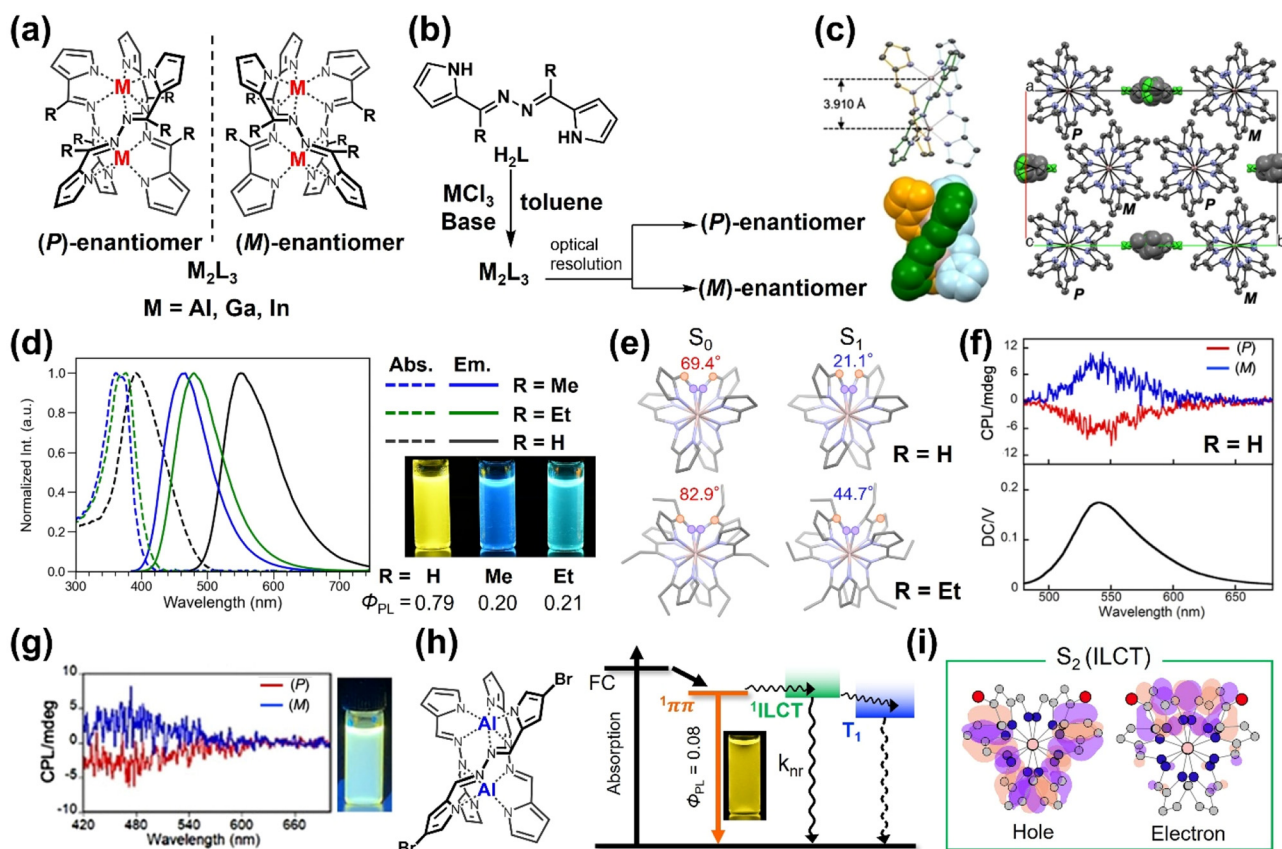 (a)
N
N
N
N
M
R
R
N
N
N
R
R
N
R
N
R
M
N
N
N
N
N
N
N
M
R
R
N
N
N
R
R
N
N
R
R
M
N
N
N
(P)-enantiomer
(M)-enantiomer
M₂L₃
M = Al, Ga, In
(b)
NH
R
N
N
R
HN
H₂L
MCl₃
Base
toluene
M₂L₃
optical
resolution
(P)-enantiomer
(M)-enantiomer
(c)
3.910 Å
a
P
M
M
P
c
b
P
M
(d)
Normalized Int. (a.u.)
1.0
0.8
0.6
0.4
0.2
0.0
300
400
500
600
700
Wavelength (nm)
Abs.
Em.
R = Me
R = Et
R = H
R = H Me Et
Φ_PL = 0.79 0.20 0.21
(e)
S₀
S₁
69.4°
21.1°
R = H
82.9°
44.7°
R = Et
(f)
CPL/mdeg
12
6
0
-6
-12
(P)
(M)
R = H
DC/V
0.2
0.1
0
500
550
600
650
Wavelength (nm)
(g)
CPL/mdeg
10
5
0
-5
-10
(P)
(M)
420
480
540
600
660
Wavelength (nm)
(h)
Br
N
N
N
Al
N
N
N
N
N
N
Al
N
N
N
Br
Absorption
FC
¹ππ
¹ILCT
T₁
Φ_PL = 0.08
k_nr
(i)
S₂ (ILCT)
Hole
Electron